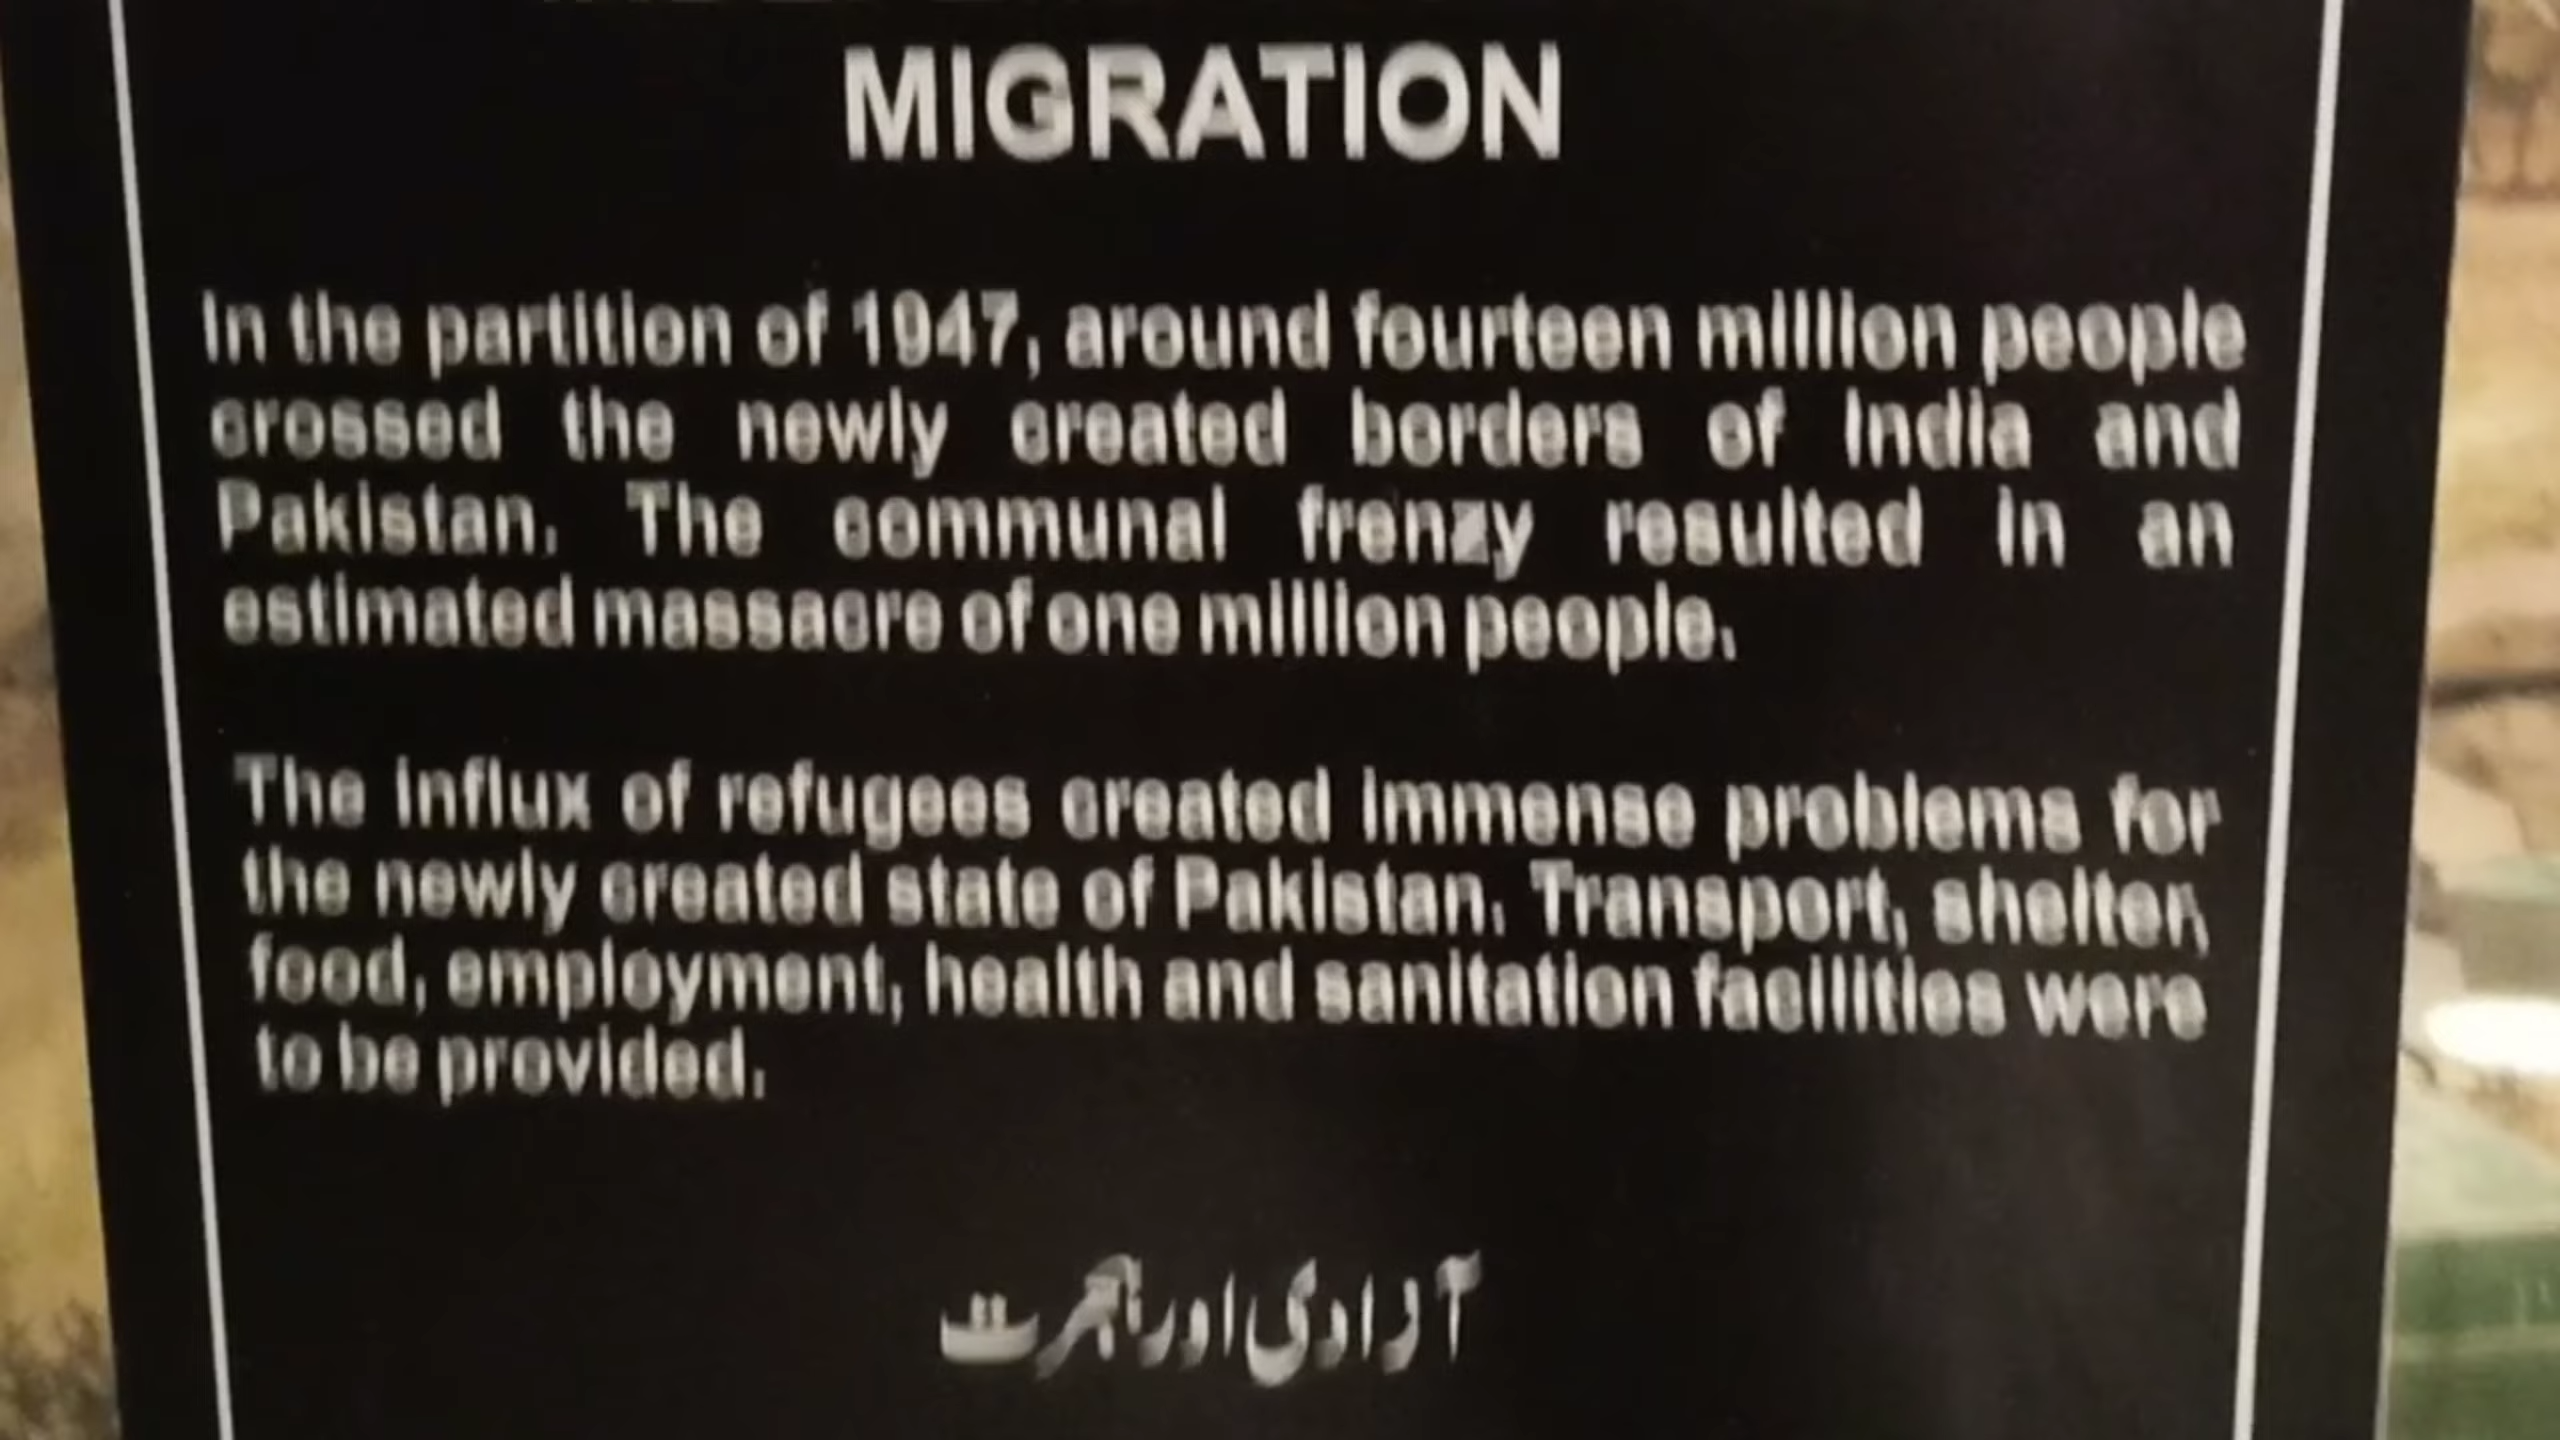 MIGRATION
In the partition of 1947, around fourteen million people
crossed the newly created borders of India and
Pakistan. The communal frenzy resulted in an
estimated massacre of one million people.
The influx of refugees created immense problems for
the newly created state of Pakistan. Transport, shelter,
food, employment, health and sanitation facilities were
to be provided.
آزادی اور ہجرت